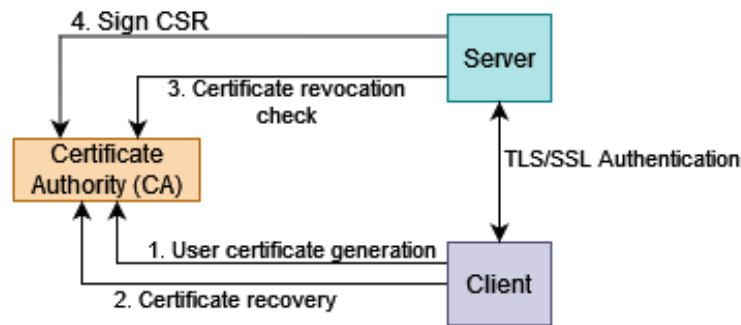 4. Sign CSR
Server
3. Certificate revocation
check
Certificate
Authority (CA)
TLS/SSL Authentication
1. User certificate generation
Client
2. Certificate recovery